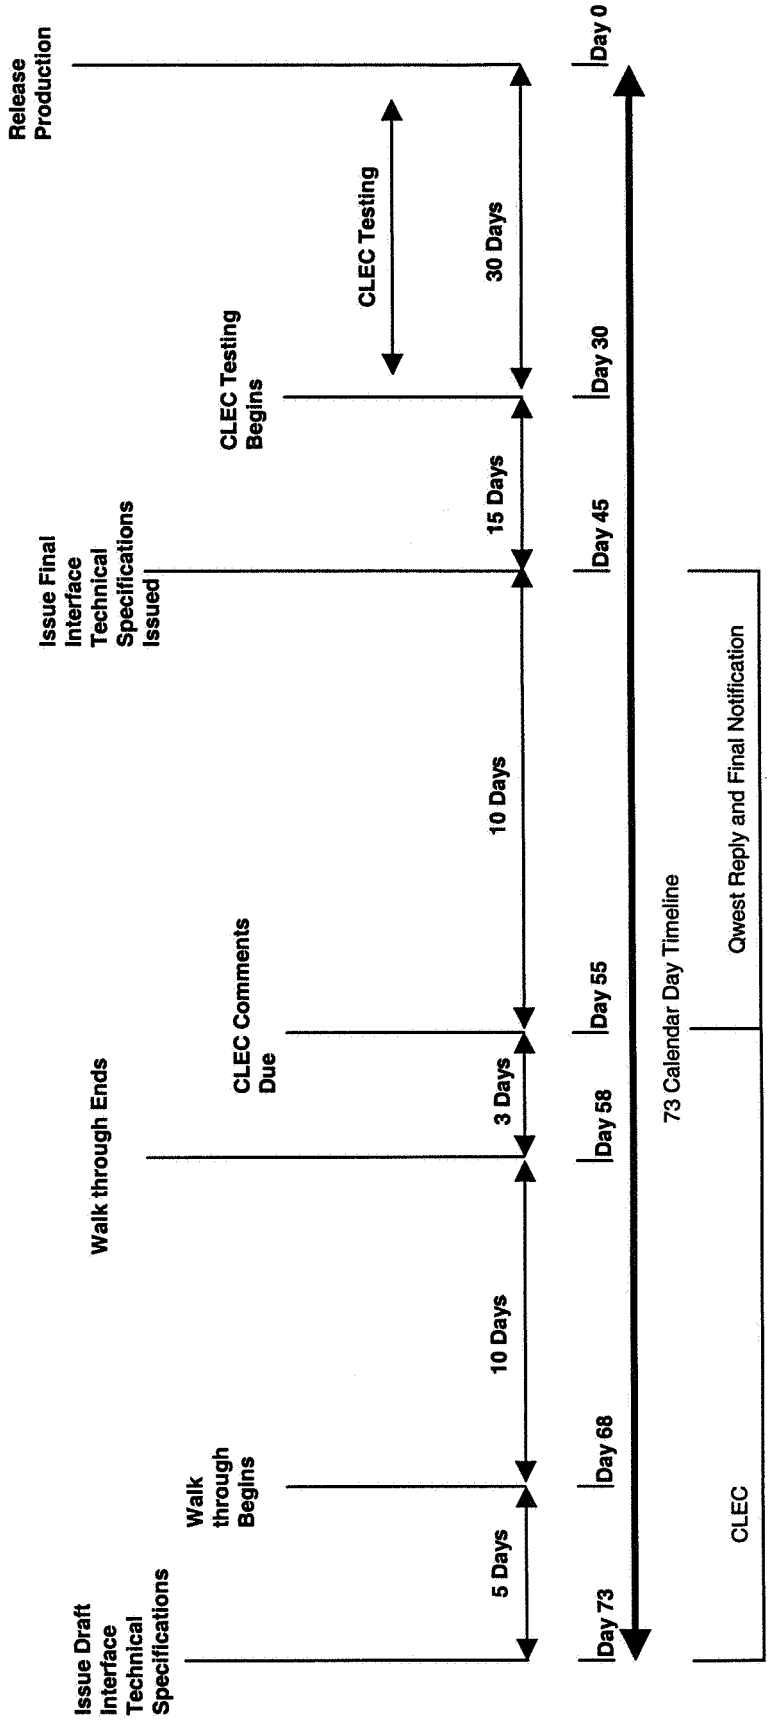 Issue Draft
Interface
Technical
Specifications
Walk
through
Begins
Walk through Ends
CLEC Comments
Due
Issue Final
Interface
Technical
Specifications
Issued
CLEC Testing
Begins
Release
Production
CLEC Testing
5 Days
10 Days
3 Days
10 Days
15 Days
30 Days
Day 73
Day 68
Day 58
Day 55
Day 45
Day 30
Day 0
73 Calendar Day Timeline
CLEC
Qwest Reply and Final Notification